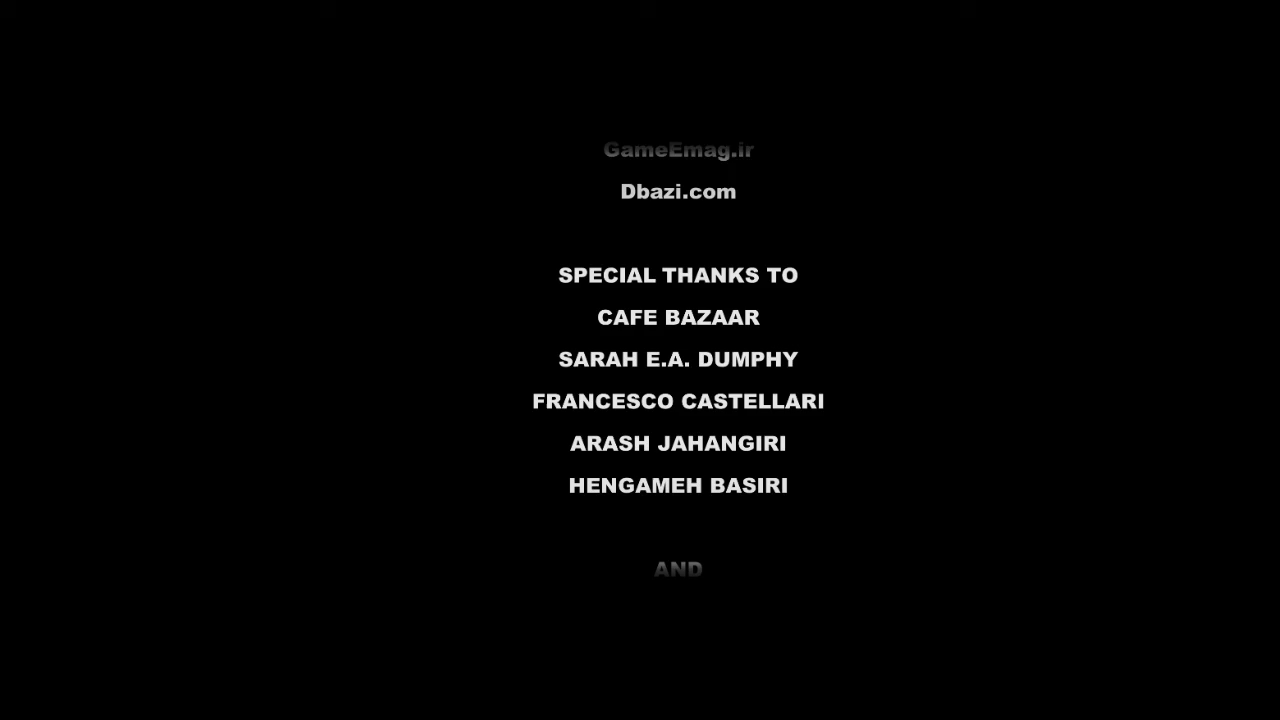 GameEmag.ir
Dbazi.com
SPECIAL THANKS TO
CAFE BAZAAR
SARAH E.A. DUMPHY
FRANCESCO CASTELLARI
ARASH JAHANGIRI
HENGAMEH BASIRI
AND